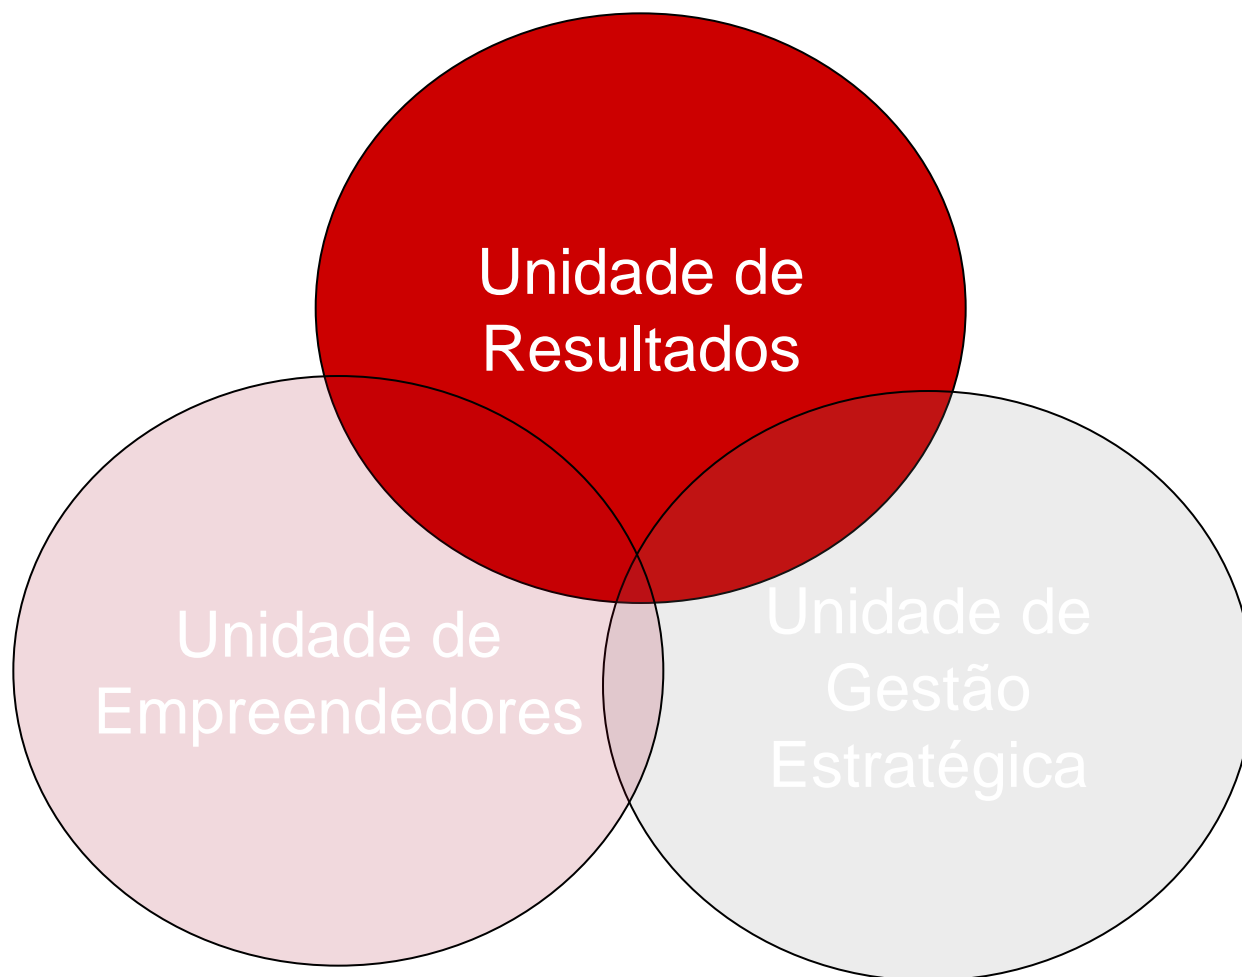 Unidade de
Resultados
Unidade de
Empreendedores
Unidade de
Gestão
Estratégica